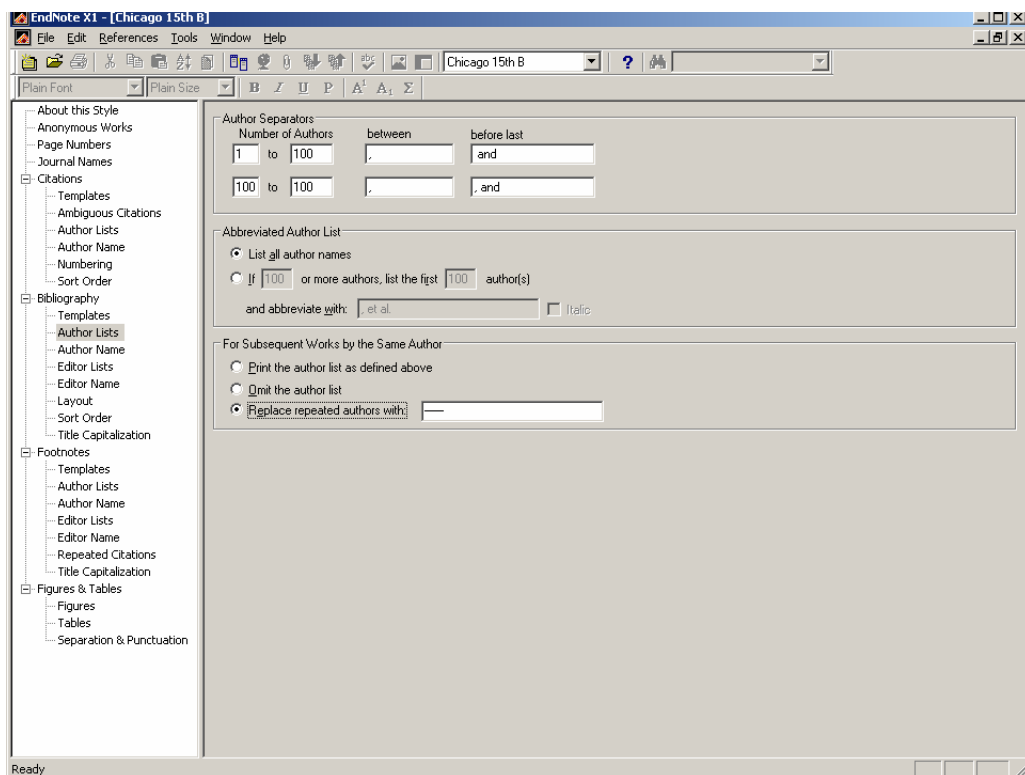 EndNote X1 - [Chicago 15th B]
File Edit References Tools Window Help
abc Chicago 15th B ?
Plain Font Plain Size B I U P A¹ A₁ Σ
About this Style
Anonymous Works
Page Numbers
Journal Names
Citations
Templates
Ambiguous Citations
Author Lists
Author Name
Numbering
Sort Order
Bibliography
Templates
Author Lists
Author Name
Editor Lists
Editor Name
Layout
Sort Order
Title Capitalization
Footnotes
Templates
Author Lists
Author Name
Editor Lists
Editor Name
Repeated Citations
Title Capitalization
Figures & Tables
Figures
Tables
Separation & Punctuation
Author Separators
Number of Authors between before last
1 to 100 , and
100 to 100 , , and
Abbreviated Author List
List all author names
If 100 or more authors, list the first 100 author(s)
and abbreviate with: , et al. Italic
For Subsequent Works by the Same Author
Print the author list as defined above
Omit the author list
Replace repeated authors with: ——
Ready